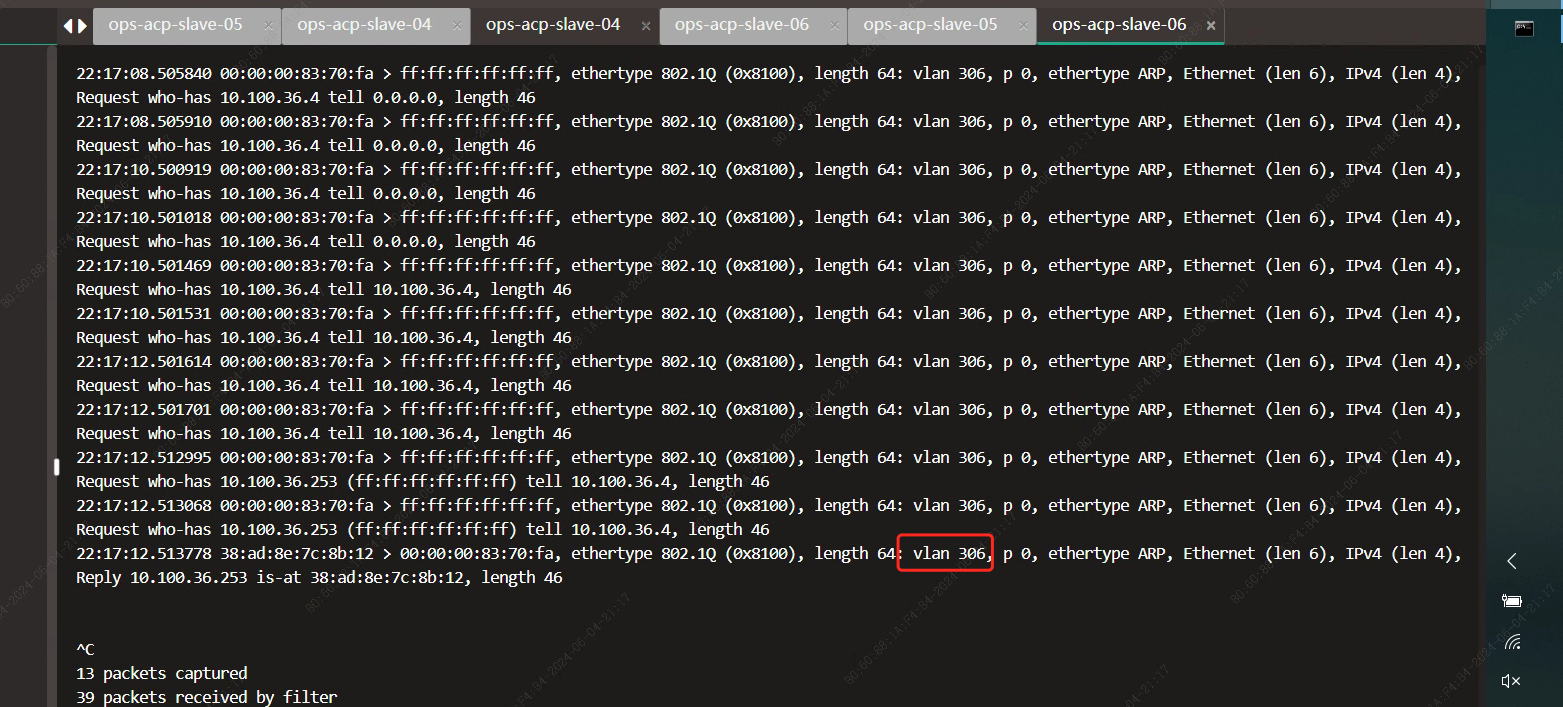 ops-acp-slave-05 × ops-acp-slave-04 × ops-acp-slave-04 × ops-acp-slave-06 × ops-acp-slave-05 × ops-acp-slave-06 ×
22:17:08.505840 00:00:00:83:70:fa > ff:ff:ff:ff:ff:ff, ethertype 802.1Q (0x8100), length 64: vlan 306, p 0, ethertype ARP, Ethernet (len 6), IPv4 (len 4),
Request who-has 10.100.36.4 tell 0.0.0.0, length 46
22:17:08.505910 00:00:00:83:70:fa > ff:ff:ff:ff:ff:ff, ethertype 802.1Q (0x8100), length 64: vlan 306, p 0, ethertype ARP, Ethernet (len 6), IPv4 (len 4),
Request who-has 10.100.36.4 tell 0.0.0.0, length 46
22:17:10.500919 00:00:00:83:70:fa > ff:ff:ff:ff:ff:ff, ethertype 802.1Q (0x8100), length 64: vlan 306, p 0, ethertype ARP, Ethernet (len 6), IPv4 (len 4),
Request who-has 10.100.36.4 tell 0.0.0.0, length 46
22:17:10.501018 00:00:00:83:70:fa > ff:ff:ff:ff:ff:ff, ethertype 802.1Q (0x8100), length 64: vlan 306, p 0, ethertype ARP, Ethernet (len 6), IPv4 (len 4),
Request who-has 10.100.36.4 tell 0.0.0.0, length 46
22:17:10.501469 00:00:00:83:70:fa > ff:ff:ff:ff:ff:ff, ethertype 802.1Q (0x8100), length 64: vlan 306, p 0, ethertype ARP, Ethernet (len 6), IPv4 (len 4),
Request who-has 10.100.36.4 tell 10.100.36.4, length 46
22:17:10.501531 00:00:00:83:70:fa > ff:ff:ff:ff:ff:ff, ethertype 802.1Q (0x8100), length 64: vlan 306, p 0, ethertype ARP, Ethernet (len 6), IPv4 (len 4),
Request who-has 10.100.36.4 tell 10.100.36.4, length 46
22:17:12.501614 00:00:00:83:70:fa > ff:ff:ff:ff:ff:ff, ethertype 802.1Q (0x8100), length 64: vlan 306, p 0, ethertype ARP, Ethernet (len 6), IPv4 (len 4),
Request who-has 10.100.36.4 tell 10.100.36.4, length 46
22:17:12.501701 00:00:00:83:70:fa > ff:ff:ff:ff:ff:ff, ethertype 802.1Q (0x8100), length 64: vlan 306, p 0, ethertype ARP, Ethernet (len 6), IPv4 (len 4),
Request who-has 10.100.36.4 tell 10.100.36.4, length 46
22:17:12.512995 00:00:00:83:70:fa > ff:ff:ff:ff:ff:ff, ethertype 802.1Q (0x8100), length 64: vlan 306, p 0, ethertype ARP, Ethernet (len 6), IPv4 (len 4),
Request who-has 10.100.36.253 (ff:ff:ff:ff:ff:ff) tell 10.100.36.4, length 46
22:17:12.513068 00:00:00:83:70:fa > ff:ff:ff:ff:ff:ff, ethertype 802.1Q (0x8100), length 64: vlan 306, p 0, ethertype ARP, Ethernet (len 6), IPv4 (len 4),
Request who-has 10.100.36.253 (ff:ff:ff:ff:ff:ff) tell 10.100.36.4, length 46
22:17:12.513778 38:ad:8e:7c:8b:12 > 00:00:00:83:70:fa, ethertype 802.1Q (0x8100), length 64: vlan 306, p 0, ethertype ARP, Ethernet (len 6), IPv4 (len 4),
Reply 10.100.36.253 is-at 38:ad:8e:7c:8b:12, length 46
^C
13 packets captured
39 packets received by filter